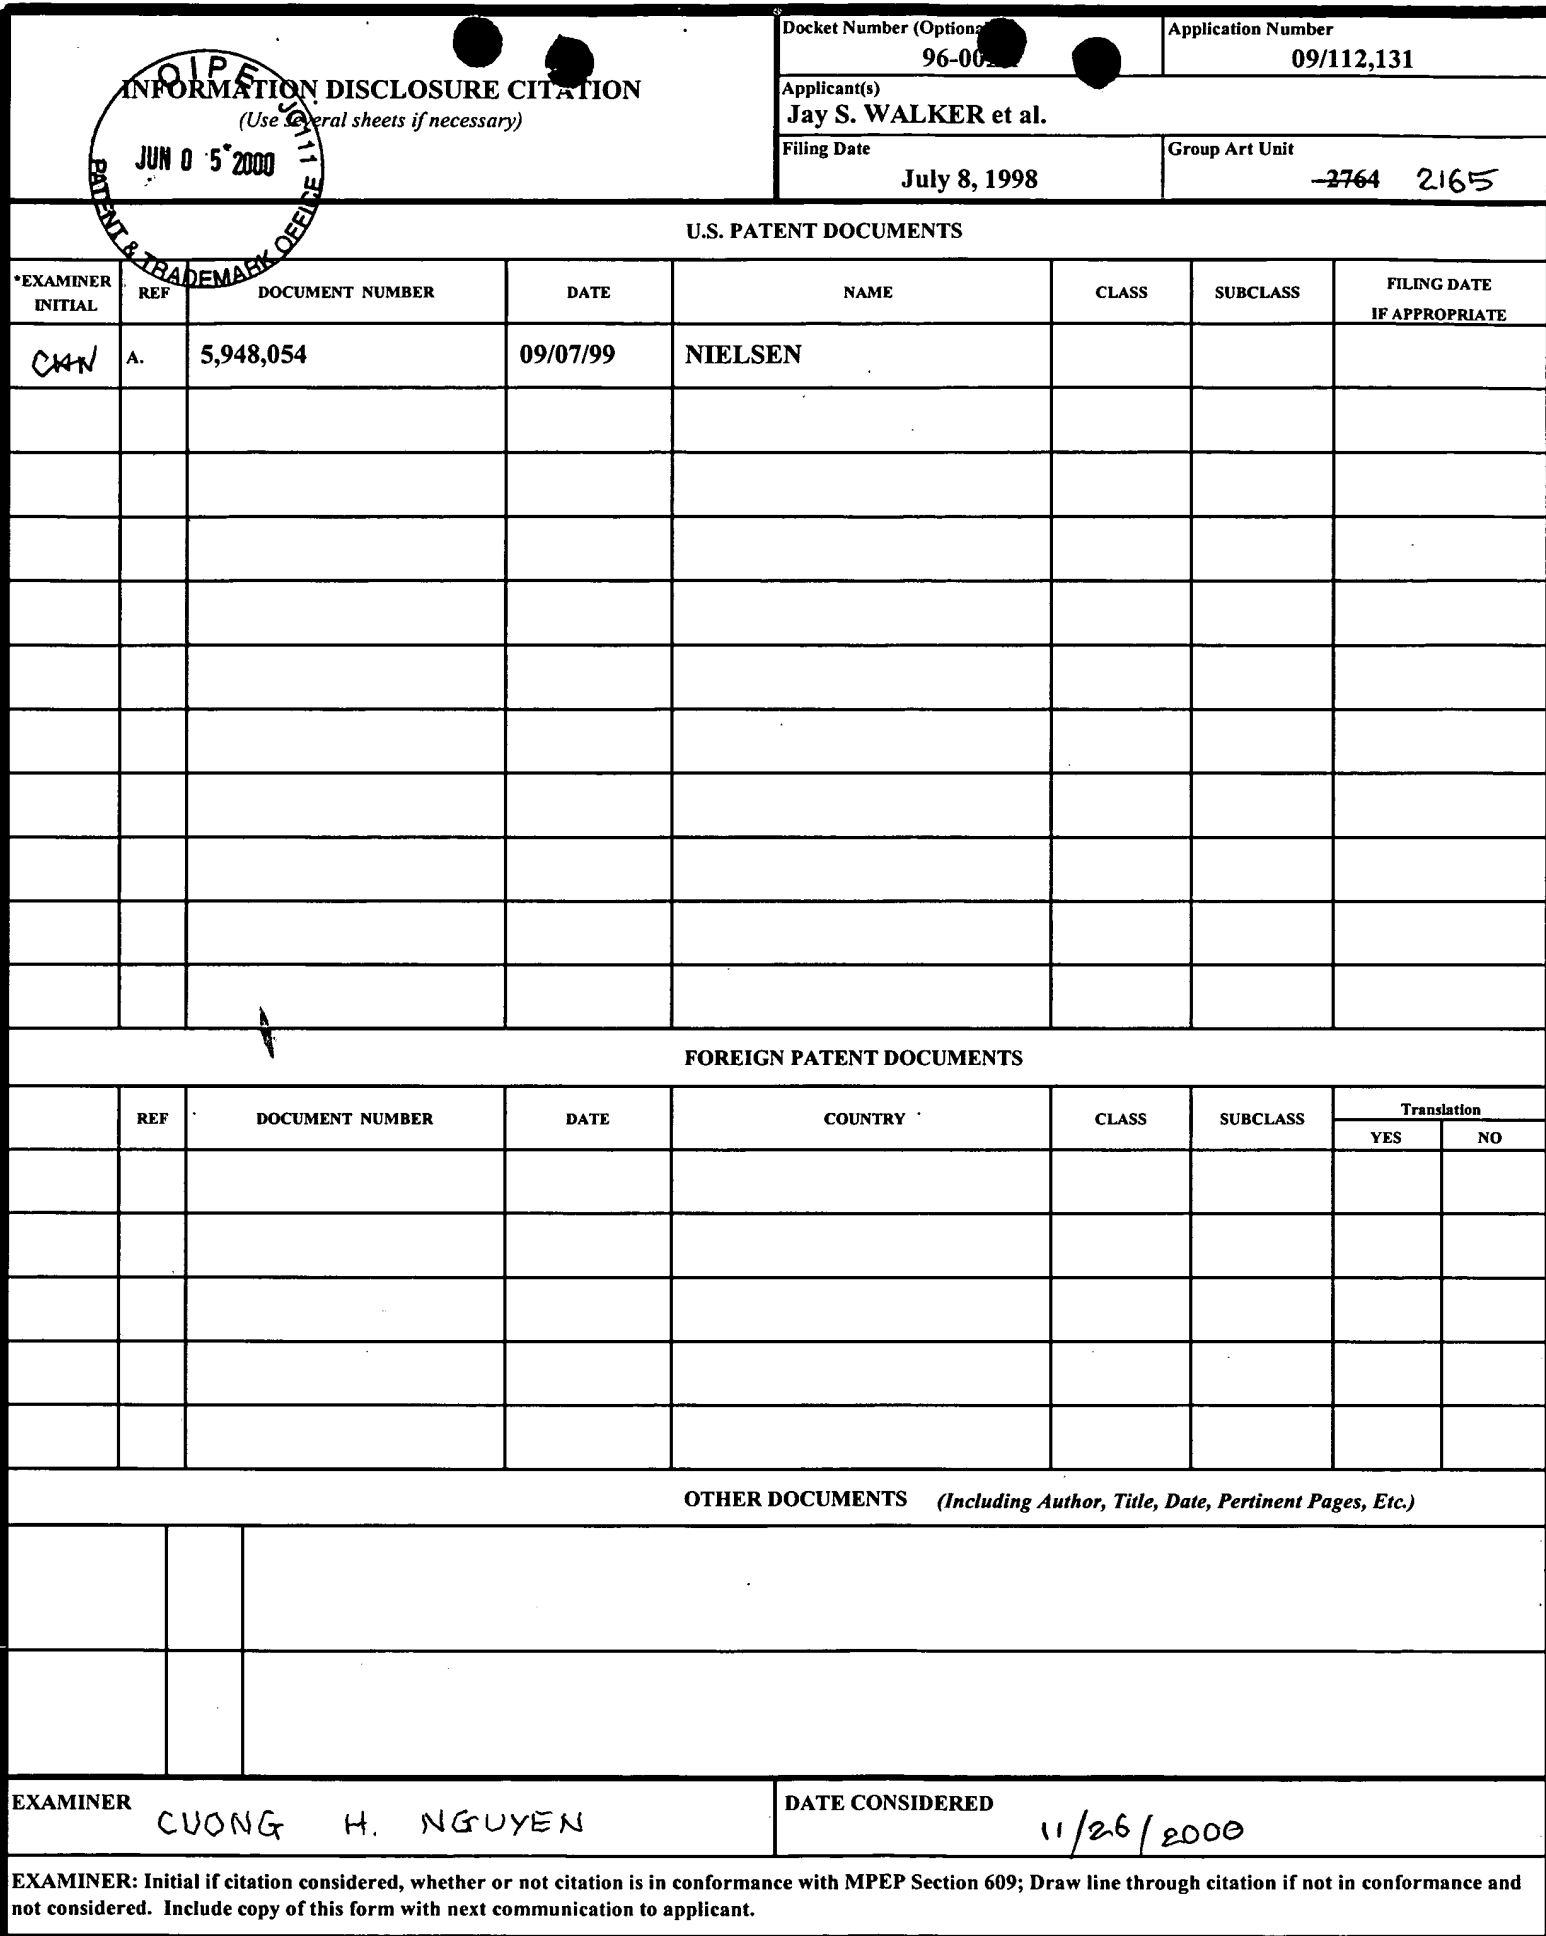 INFORMATION DISCLOSURE CITATION
(Use several sheets if necessary)
OIPE JC111
JUN 0 5 2000
PATENT & TRADEMARK OFFICE
Docket Number (Optional
Application Number
09/112,131
Applicant(s)
Jay S. WALKER et al.
Filing Date
July 8, 1998
Group Art Unit
2764 2165
U.S. PATENT DOCUMENTS
*EXAMINER INITIAL
REF
DOCUMENT NUMBER
DATE
NAME
CLASS
SUBCLASS
FILING DATE
IF APPROPRIATE
CHN
A.
5,948,054
09/07/99
NIELSEN
FOREIGN PATENT DOCUMENTS
REF
DOCUMENT NUMBER
DATE
COUNTRY
CLASS
SUBCLASS
Translation
YES
NO
OTHER DOCUMENTS (Including Author, Title, Date, Pertinent Pages, Etc.)
EXAMINER
CUONG H. NGUYEN
DATE CONSIDERED
11/26/2000
EXAMINER: Initial if citation considered, whether or not citation is in conformance with MPEP Section 609; Draw line through citation if not in conformance and
not considered. Include copy of this form with next communication to applicant.